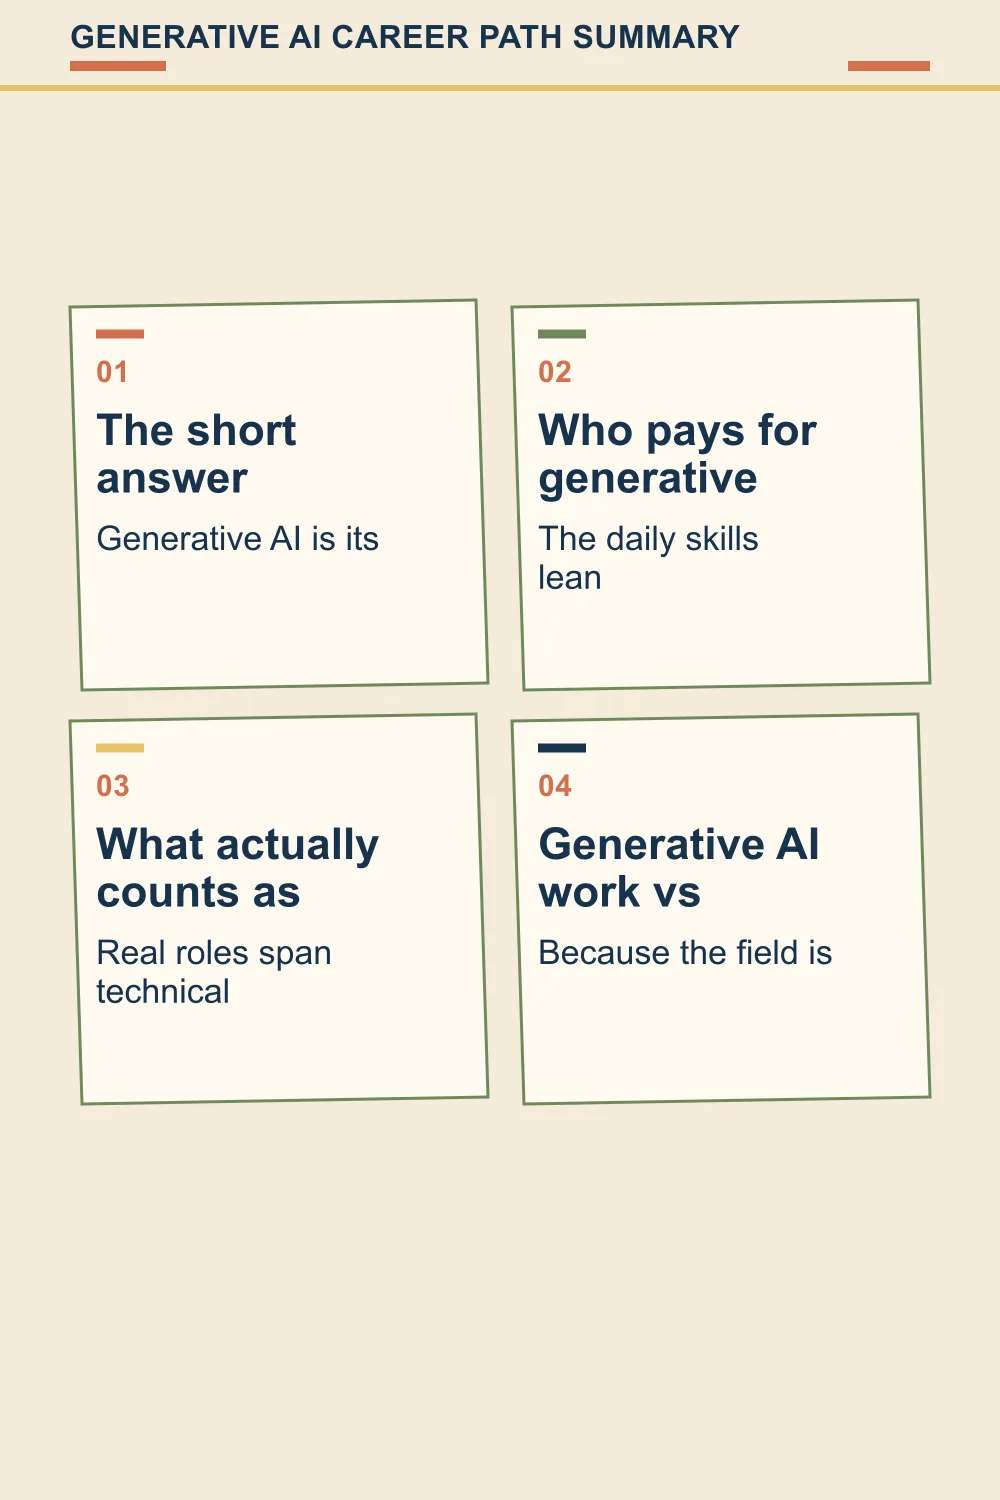 GENERATIVE AI CAREER PATH SUMMARY
01
The short
answer
Generative AI is its
02
Who pays for
generative
The daily skills
lean
03
What actually
counts as
Real roles span
technical
04
Generative AI
work vs
Because the field is